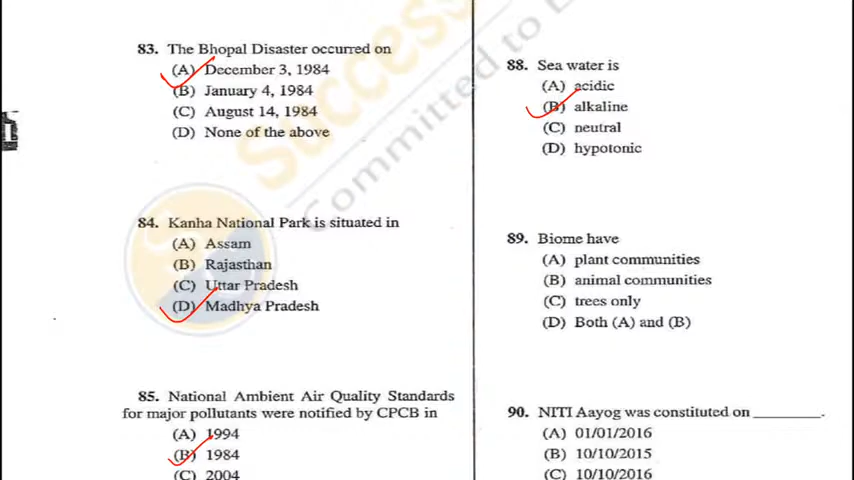 83. The Bhopal Disaster occurred on
(A) December 3, 1984
(B) January 4, 1984
(C) August 14, 1984
(D) None of the above
84. Kanha National Park is situated in
(A) Assam
(B) Rajasthan
(C) Uttar Pradesh
(D) Madhya Pradesh
85. National Ambient Air Quality Standards
for major pollutants were notified by CPCB in
(A) 1994
(B) 1984
(C) 2004
88. Sea water is
(A) acidic
(B) alkaline
(C) neutral
(D) hypotonic
89. Biome have
(A) plant communities
(B) animal communities
(C) trees only
(D) Both (A) and (B)
90. NITI Aayog was constituted on ________.
(A) 01/01/2016
(B) 10/10/2015
(C) 10/10/2016
Success
Committed to